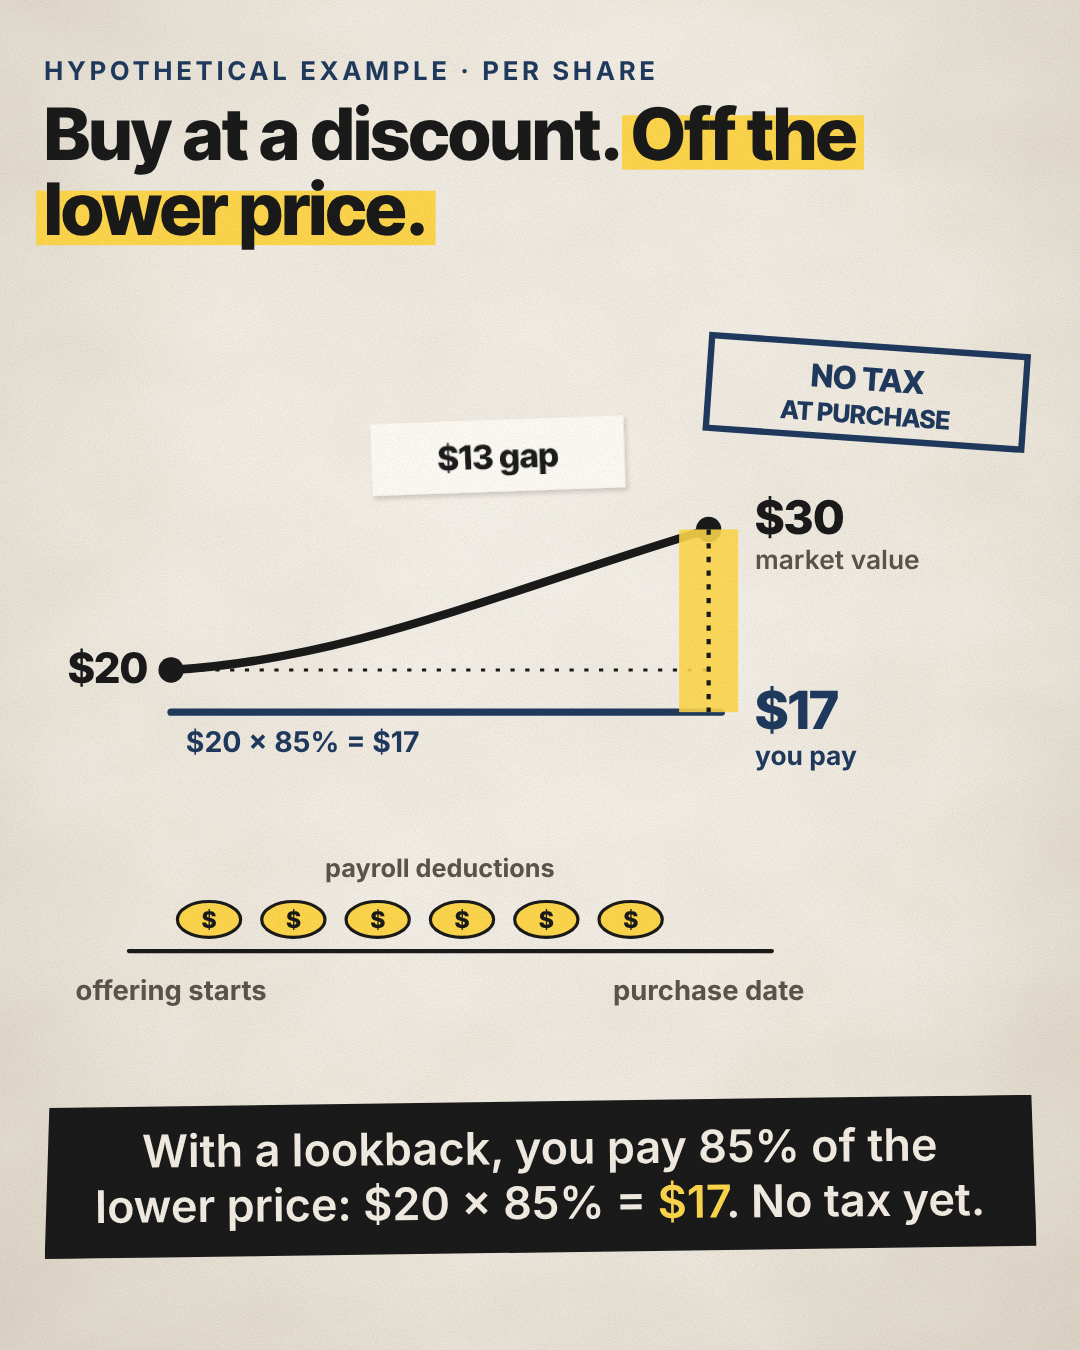 HYPOTHETICAL EXAMPLE · PER SHARE
Buy at a discount. Off the
lower price.
NO TAX
AT PURCHASE
$13 gap
$30
market value
$20
$17
you pay
$20 × 85% = $17
payroll deductions
$ $ $ $ $ $
offering starts
purchase date
With a lookback, you pay 85% of the
lower price: $20 × 85% = $17. No tax yet.